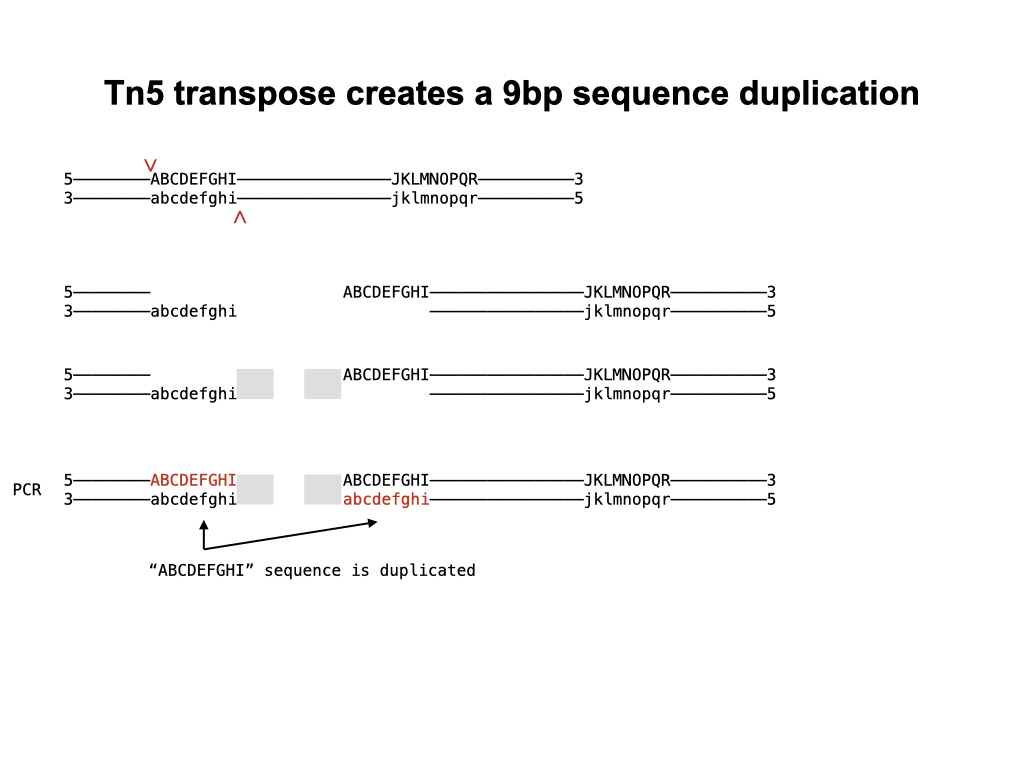 Tn5 transpose creates a 9bp sequence duplication
5————————ABCDEFGHI————————————————JKLMNOPQR——————————3
3————————abcdefghi————————————————jklmnopqr——————————5
5———————— ABCDEFGHI————————————————JKLMNOPQR——————————3
3————————abcdefghi ————————————————jklmnopqr——————————5
5———————— ABCDEFGHI————————————————JKLMNOPQR——————————3
3————————abcdefghi ————————————————jklmnopqr——————————5
5————————ABCDEFGHI ABCDEFGHI————————————————JKLMNOPQR——————————3
PCR
3————————abcdefghi abcdefghi————————————————jklmnopqr——————————5
“ABCDEFGHI” sequence is duplicated